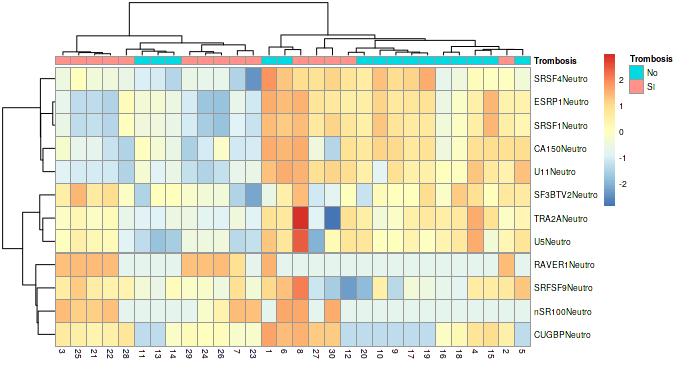 Trombosis
SRSF4Neutro
ESRP1Neutro
SRSF1Neutro
CA150Neutro
U11Neutro
SF3BTV2Neutro
TRA2ANeutro
U5Neutro
RAVER1Neutro
SRFSF9Neutro
nSR100Neutro
CUGBPNeutro
3 25 21 22 28 11 13 14 29 24 26 7 23 1 6 8 27 30 12 20 10 9 17 19 16 18 4 15 2 5
2
1
0
-1
-2
Trombosis
No
SI